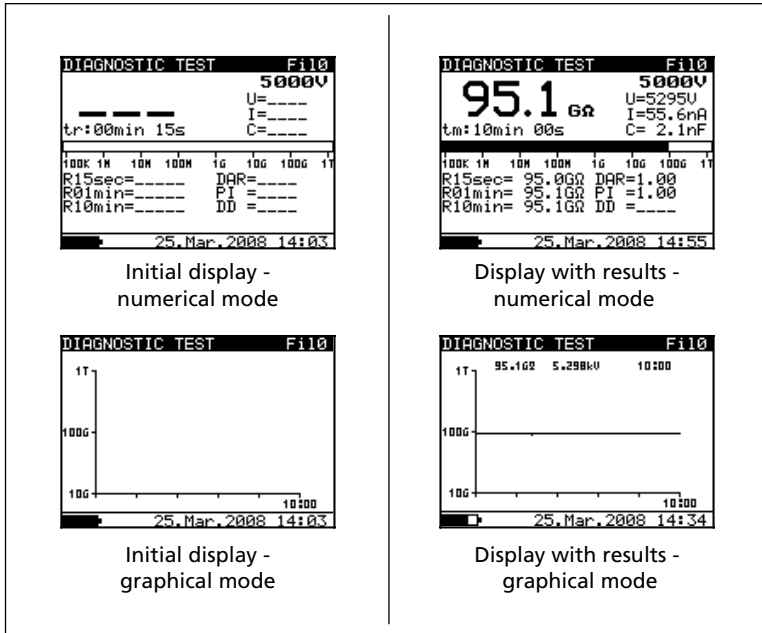 DIAGNOSTIC TEST Fil0
5000V
U=____
I=____
tr:00min 15s C=____
100K 1M 10M 100M 1G 10G 100G 1T
R15sec=_____ DAR=____
R01min=_____ PI =____
R10min=_____ DD =____
25.Mar.2008 14:03
Initial display -
numerical mode
DIAGNOSTIC TEST Fil0
5000V
95.1 GΩ U=5295V
I=55.6nA
tm:10min 00s C= 2.1nF
100K 1M 10M 100M 1G 10G 100G 1T
R15sec= 95.0GΩ DAR=1.00
R01min= 95.1GΩ PI =1.00
R10min= 95.1GΩ DD =____
25.Mar.2008 14:55
Display with results -
numerical mode
DIAGNOSTIC TEST Fil0
1T
100G
10G
10:00
25.Mar.2008 14:03
Initial display -
graphical mode
DIAGNOSTIC TEST Fil0
1T 95.1GΩ 5.298kV 10:00
100G
10G
10:00
25.Mar.2008 14:34
Display with results -
graphical mode